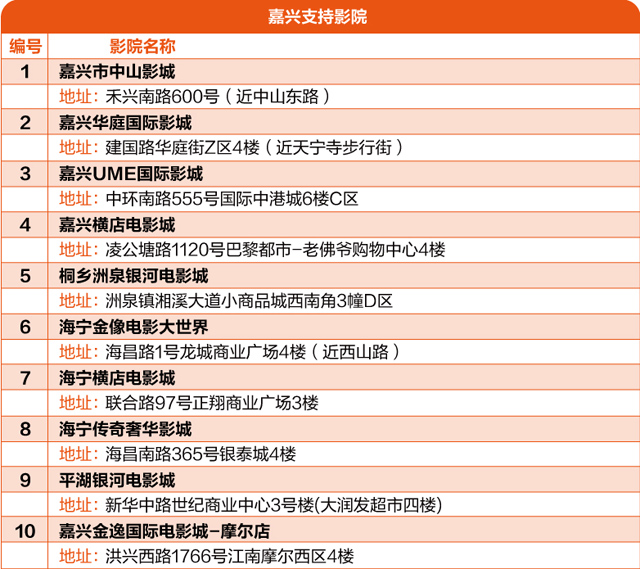 嘉兴支持影院
编号 影院名称
1 嘉兴市中山影城
地址：禾兴南路600号（近中山东路）
2 嘉兴华庭国际影城
地址：建国路华庭街Z区4楼（近天宁寺步行街）
3 嘉兴UME国际影城
地址：中环南路555号国际中港城6楼C区
4 嘉兴横店电影城
地址：凌公塘路1120号巴黎都市-老佛爷购物中心4楼
5 桐乡洲泉银河电影城
地址：洲泉镇湘溪大道小商品城西南角3幢D区
6 海宁金像电影大世界
地址：海昌路1号龙城商业广场4楼（近西山路）
7 海宁横店电影城
地址：联合路97号正翔商业广场3楼
8 海宁传奇奢华影城
地址：海昌南路365号银泰城4楼
9 平湖银河电影城
地址：新华中路世纪商业中心3号楼(大润发超市四楼)
10 嘉兴金逸国际电影城-摩尔店
地址：洪兴西路1766号江南摩尔西区4楼